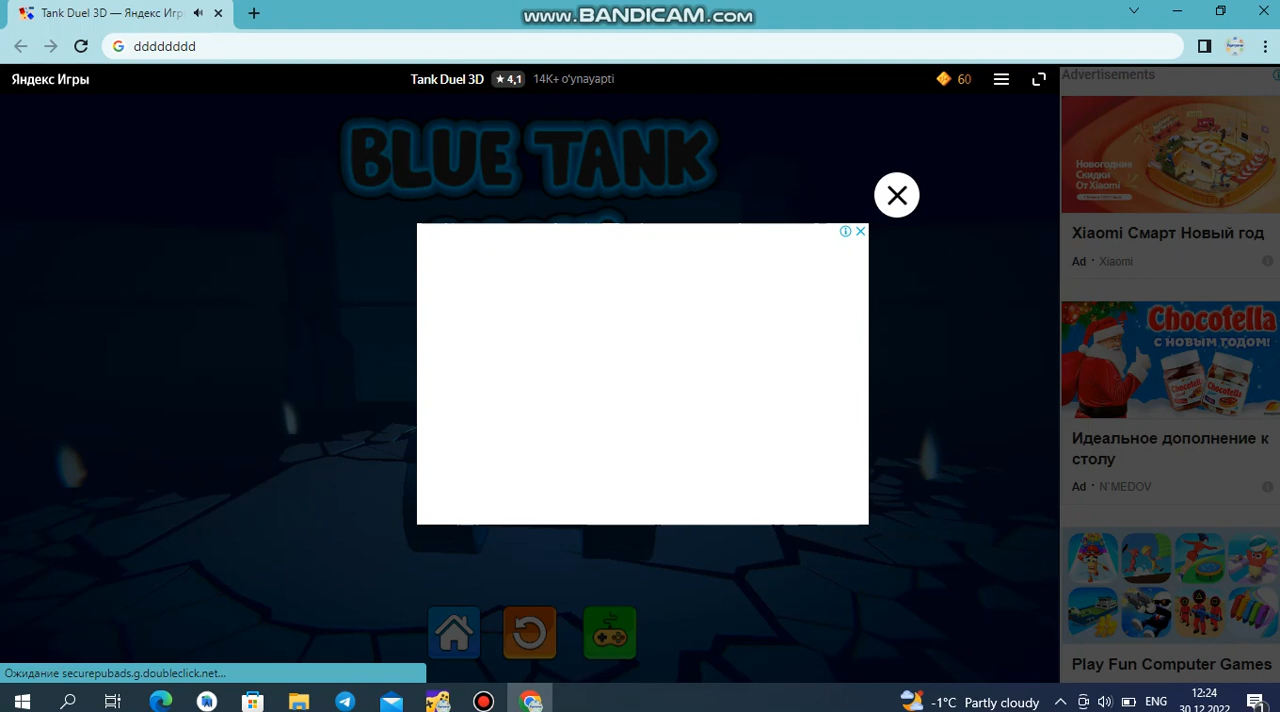 Tank Duel 3D — Яндекс Игр
www.BANDICAM.com
dddddddd
Яндекс Игры
Tank Duel 3D ★ 4,1 14K+ o'ynayapti
60
Advertisements
BLUE TANK
Новогодние
Скидки
От Xiaomi
2023
Xiaomi Смарт Новый год
Ad · Xiaomi
Chocotella
с новым годом!
Идеальное дополнение к
столу
Ad · N`MEDOV
Play Fun Computer Games
Ожидание securepubads.g.doubleclick.net...
-1°C Partly cloudy
ENG
12:24
30.12.2022